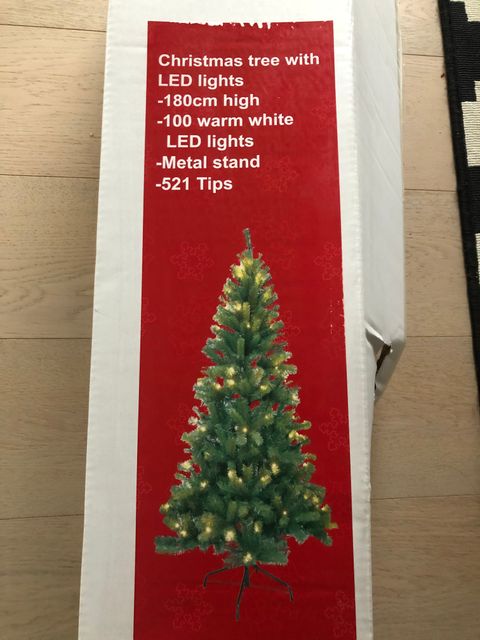 Christmas tree with
LED lights
-180cm high
-100 warm white
LED lights
-Metal stand
-521 Tips